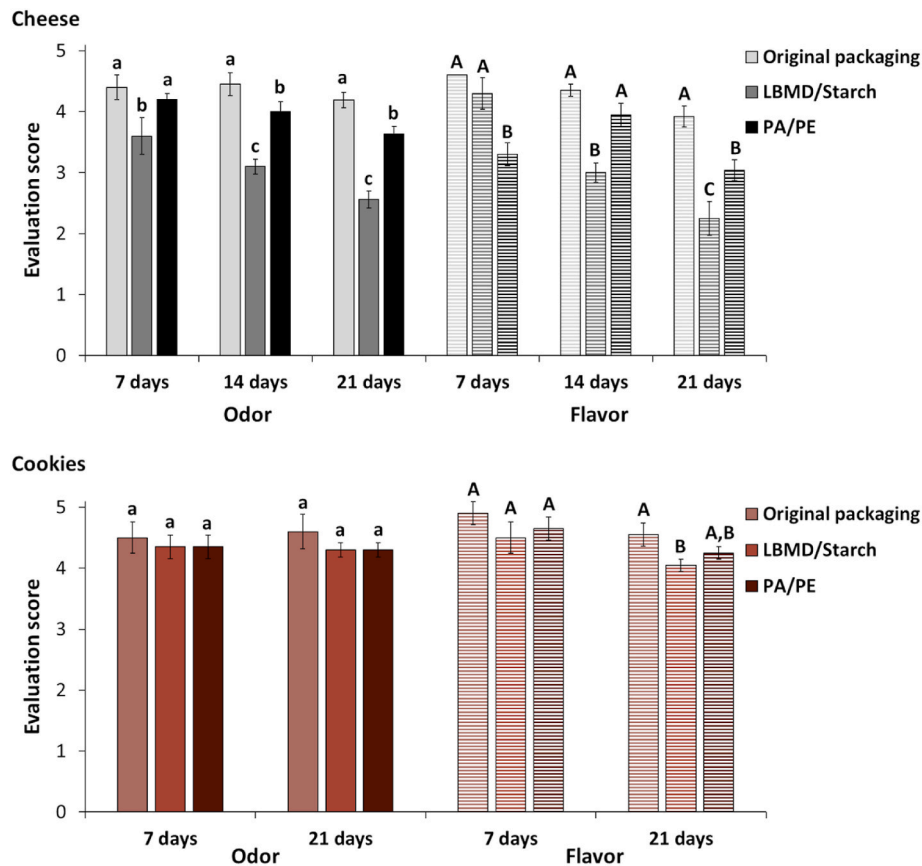 Cheese
Evaluation score
5
4
3
2
1
0
a b a
a c b
a c b
A A B
A B A
A C B
Original packaging
LBMD/Starch
PA/PE
7 days 14 days 21 days 7 days 14 days 21 days
Odor Flavor
Cookies
Evaluation score
5
4
3
2
1
0
a a a
a a a
A A A
A B A,B
Original packaging
LBMD/Starch
PA/PE
7 days 21 days 7 days 21 days
Odor Flavor